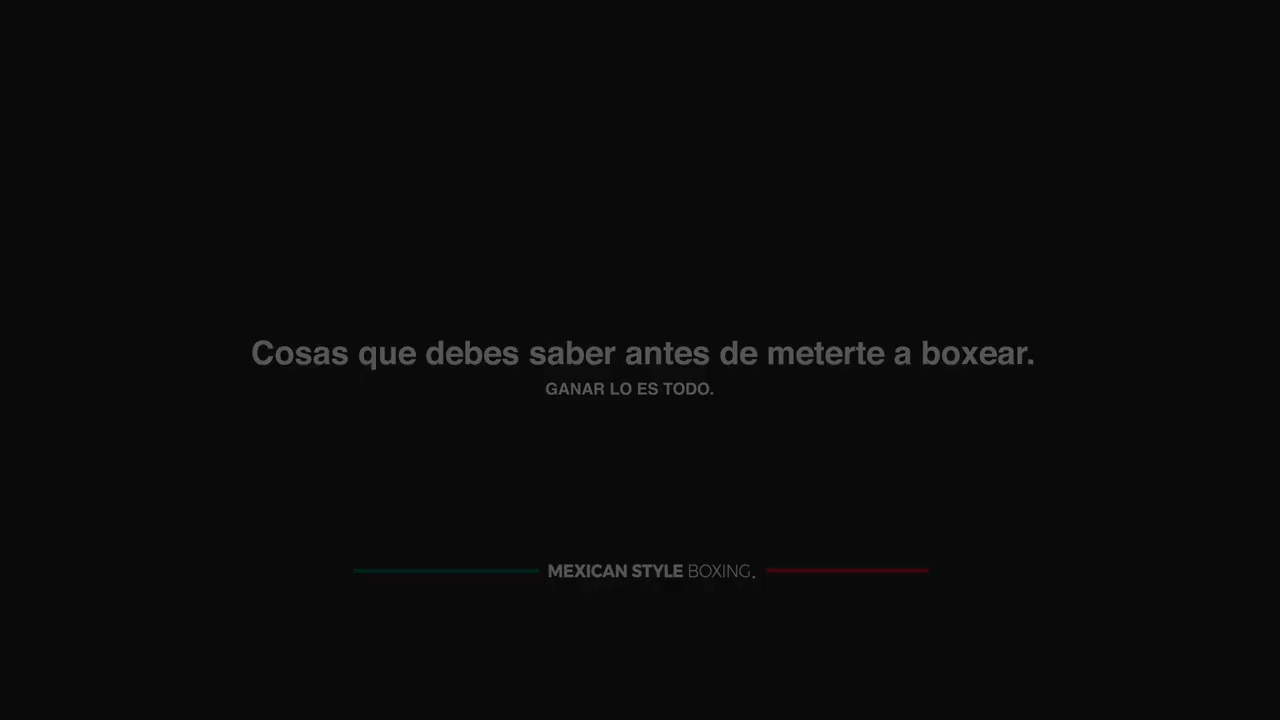 Cosas que debes saber antes de meterte a boxear.
GANAR LO ES TODO.
MEXICAN STYLE BOXING.